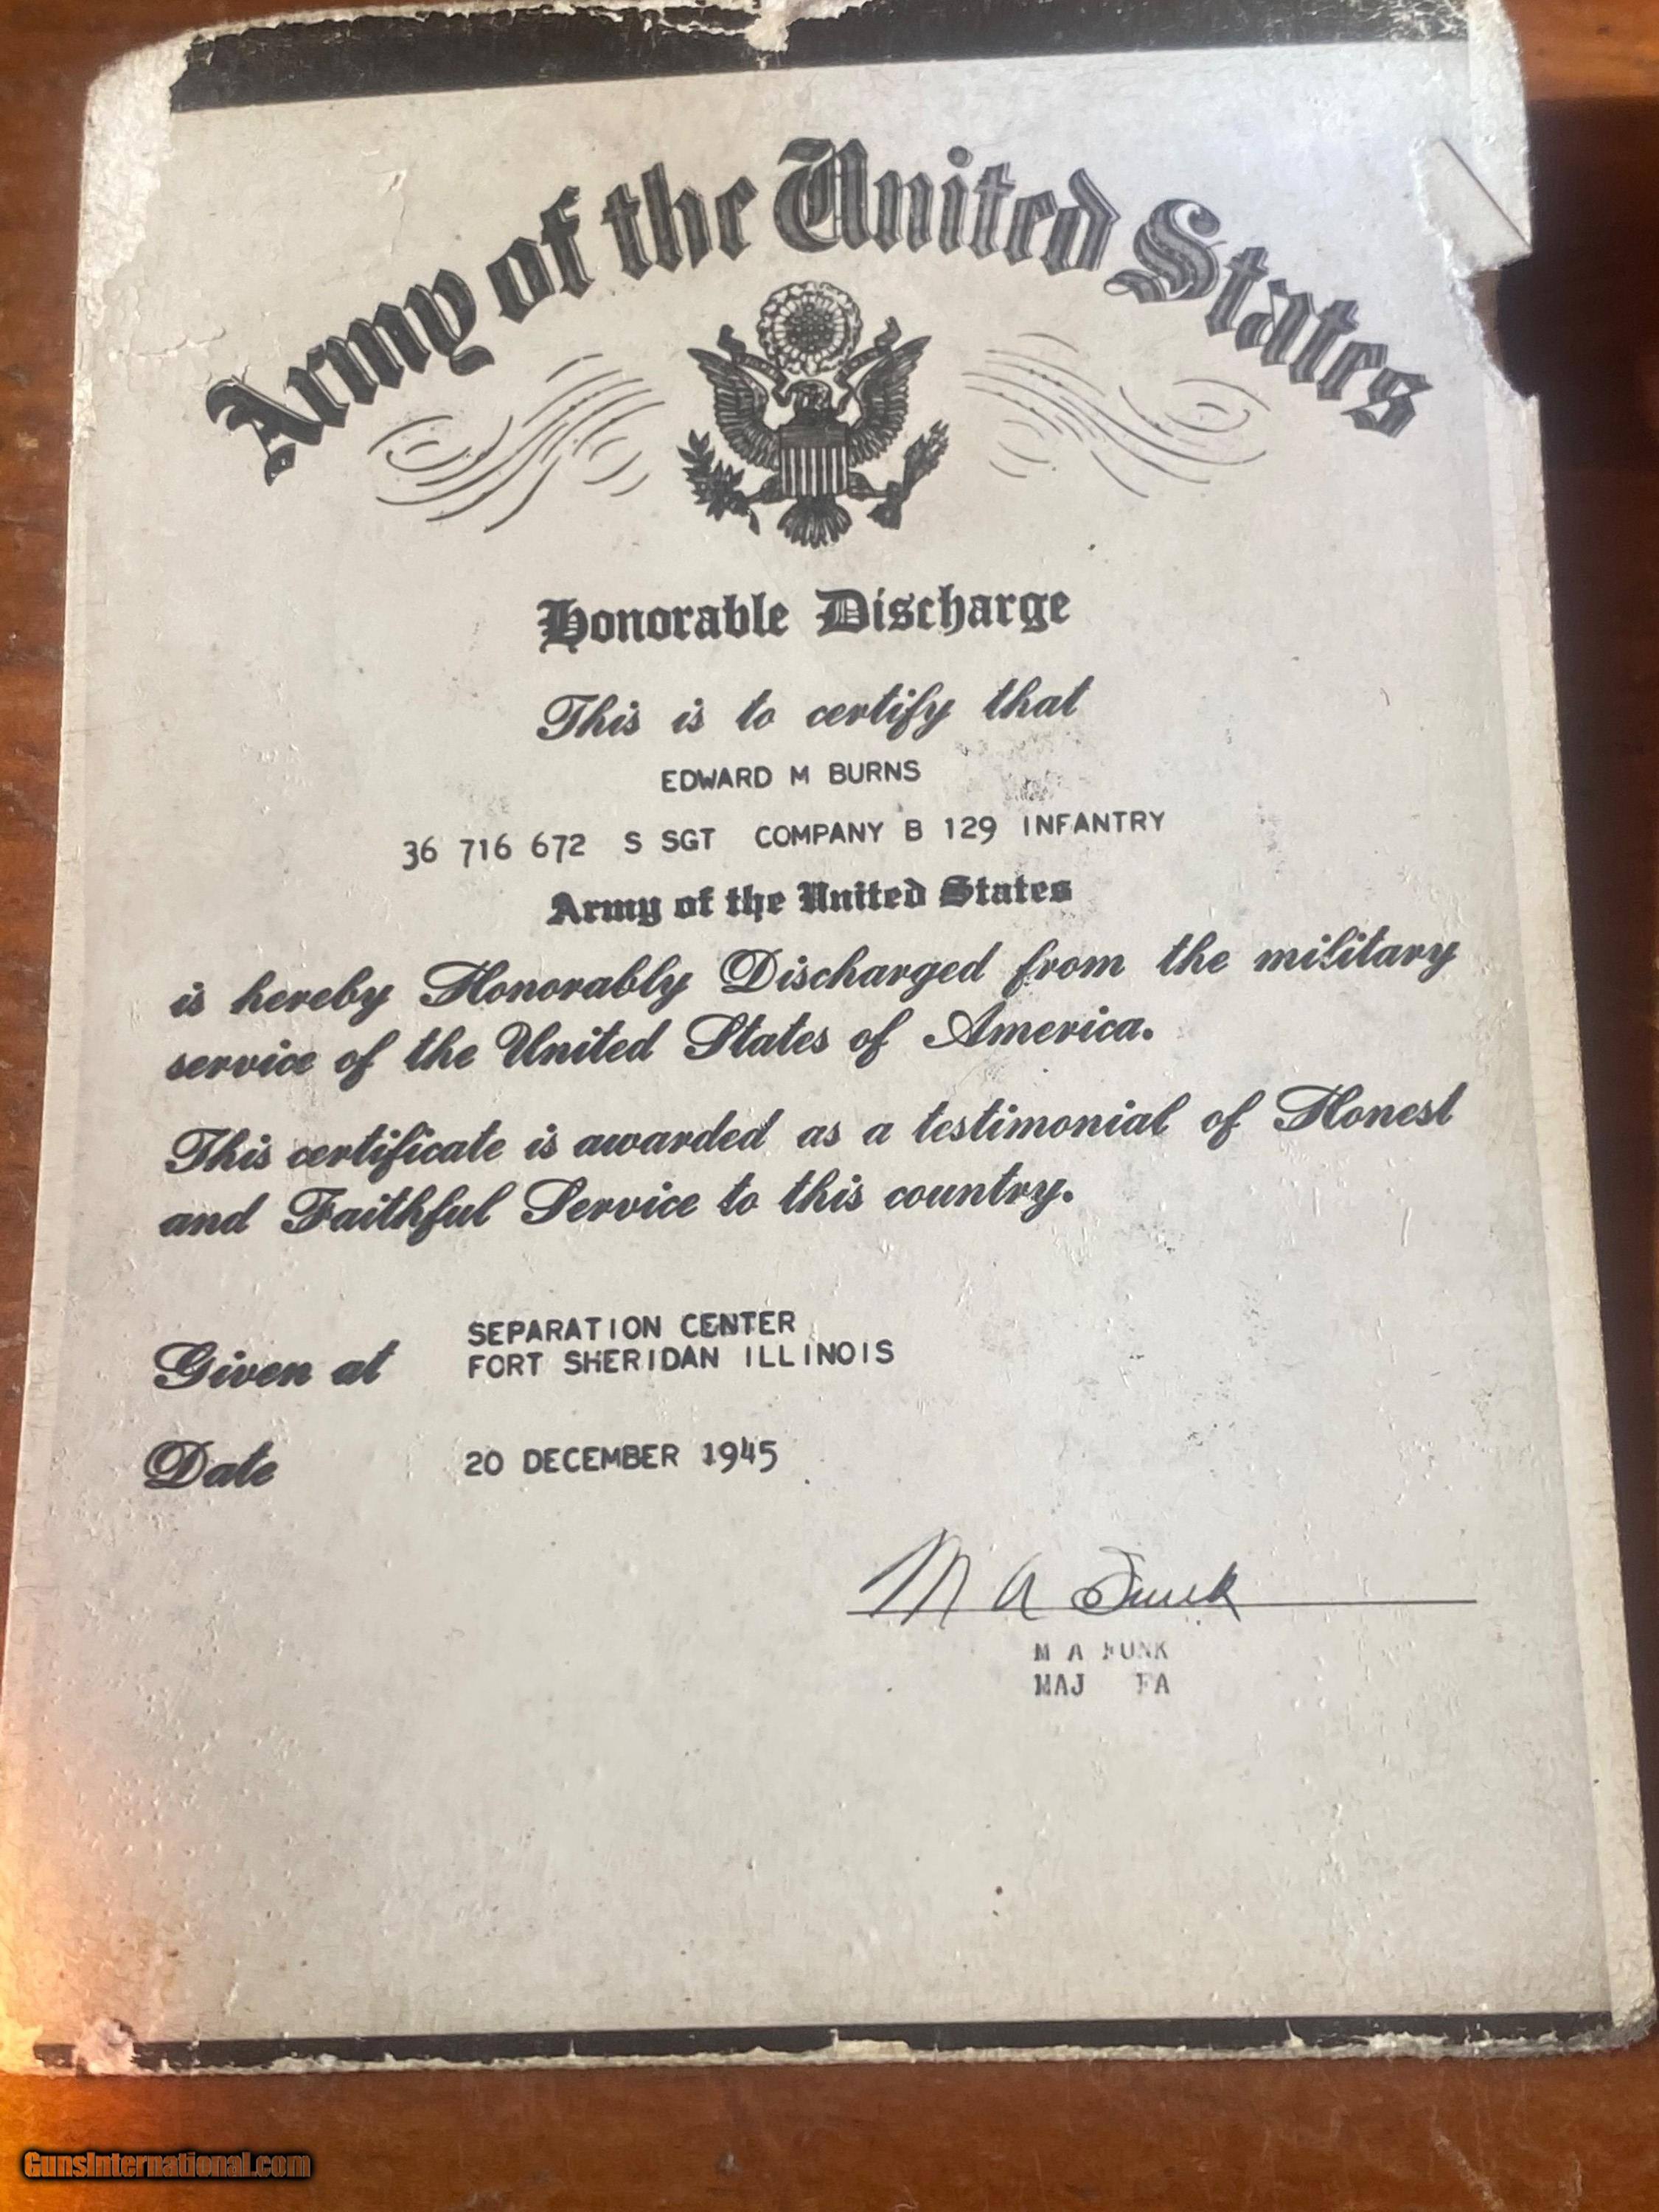 Army of the United States
Honorable Discharge
This is to certify that
EDWARD M BURNS
36 716 672 S SGT COMPANY B 129 INFANTRY
Army of the United States
is hereby Honorably Discharged from the military
service of the United States of America.
This certificate is awarded as a testimonial of Honest
and Faithful Service to this country.
Given at
SEPARATION CENTER
FORT SHERIDAN ILLINOIS
Date 20 DECEMBER 1945
M A Funk
M A FUNK
MAJ FA
GunsInternational.com